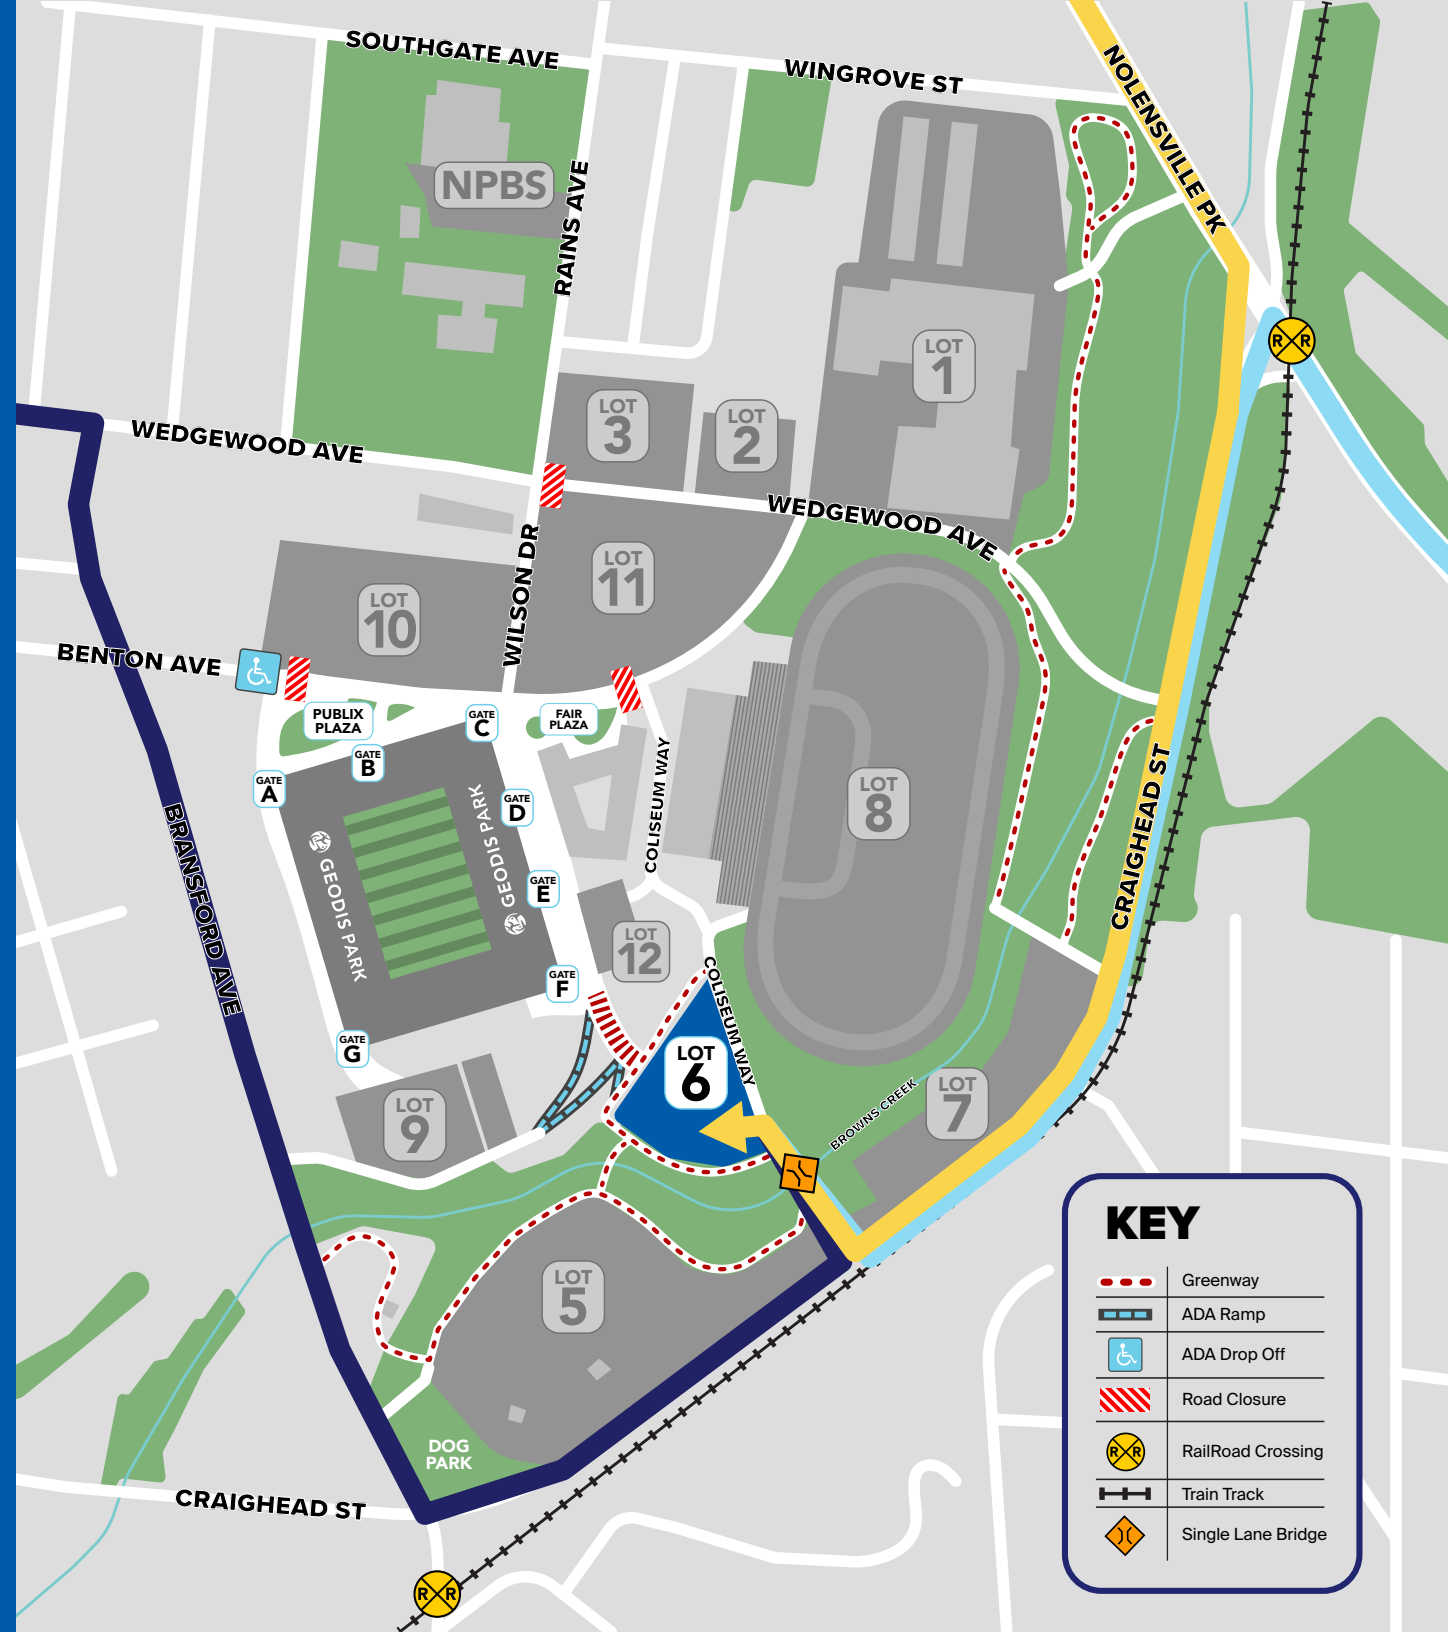 SOUTHGATE AVE
WINGROVE ST
NOLENSVILLE PK
NPBS
RAINS AVE
R R
LOT
1
LOT
3
LOT
2
WEDGEWOOD AVE
WEDGEWOOD AVE
WILSON DR
LOT
11
LOT
10
BENTON AVE
PUBLIX
PLAZA
GATE
C
FAIR
PLAZA
GATE
B
GATE
A
GATE
D
COLISEUM WAY
LOT
8
CRAIGHEAD ST
BRANSFORD AVE
GEODIS PARK
GEODIS PARK
GATE
E
LOT
12
GATE
F
COLISEUM WAY
GATE
G
LOT
6
LOT
7
BROWNS CREEK
LOT
9
LOT
5
DOG
PARK
CRAIGHEAD ST
R R
KEY
Greenway
ADA Ramp
ADA Drop Off
Road Closure
R R
RailRoad Crossing
Train Track
Single Lane Bridge